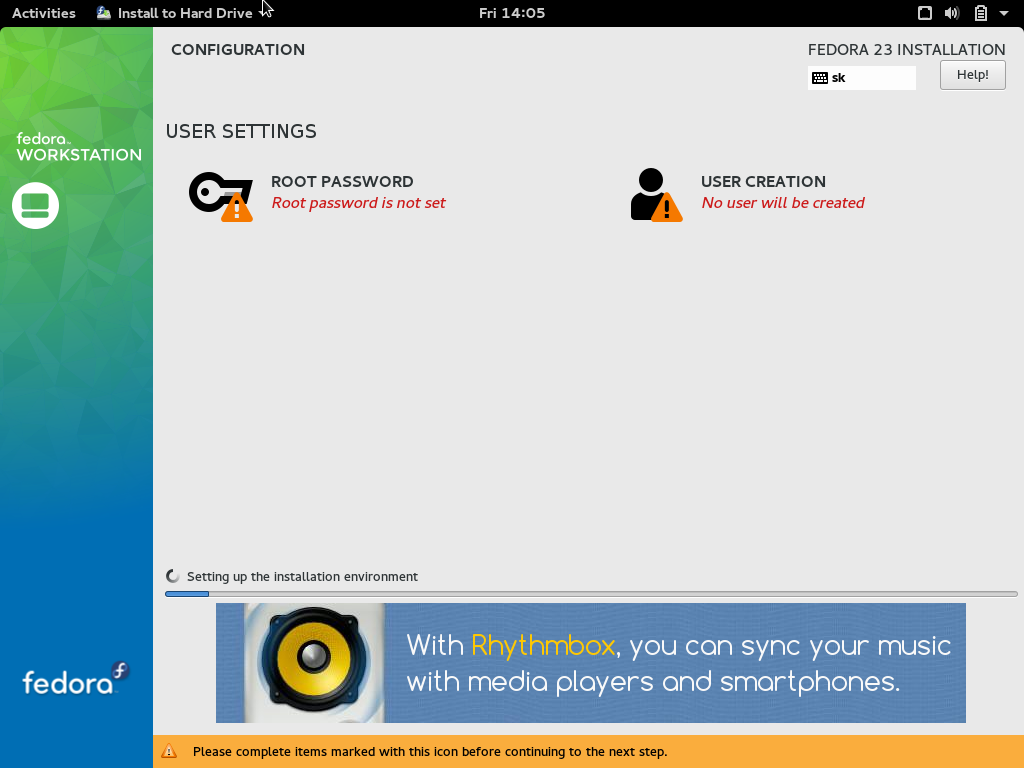 Activities Install to Hard Drive Fri 14:05
CONFIGURATION
FEDORA 23 INSTALLATION
sk
Help!
fedora
WORKSTATION
USER SETTINGS
ROOT PASSWORD
Root password is not set
USER CREATION
No user will be created
Setting up the installation environment
With Rhythmbox, you can sync your music
with media players and smartphones.
fedora
Please complete items marked with this icon before continuing to the next step.